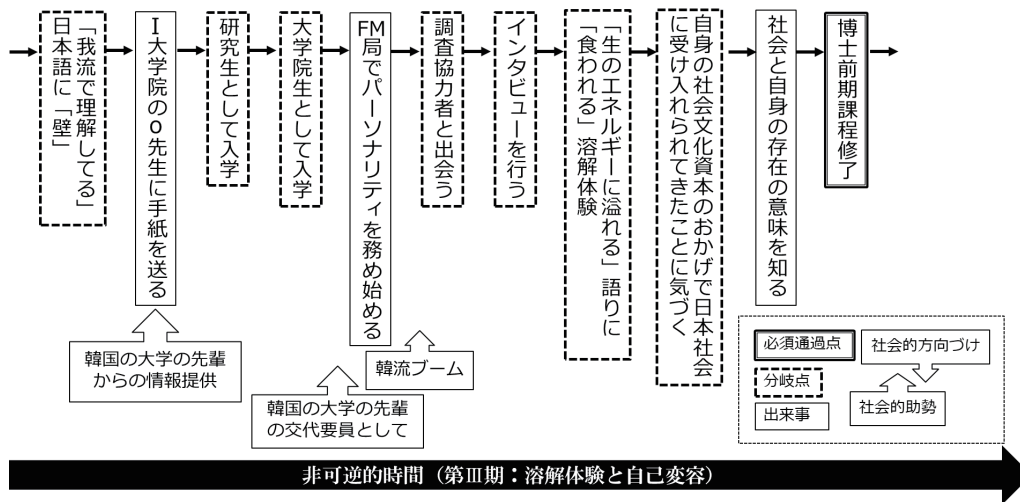 「我流で理解してる」
日本語に「壁」
I大学院のo先生に手紙を送る
研究生として入学
大学院生として入学
FM局でパーソナリティを務め始める
調査協力者と出会う
インタビューを行う
「生のエネルギーに溢れる」語りに
「食われる」溶解体験
自身の社会文化資本のおかげで日本社会
に受け入れられてきたことに気づく
社会と自身の存在の意味を知る
博士前期課程修了
韓国の大学の先輩
からの情報提供
韓国の大学の先輩
の交代要員として
韓流ブーム
必須通過点
分岐点
出来事
社会的方向づけ
社会的助勢
非可逆的時間（第Ⅲ期：溶解体験と自己変容）